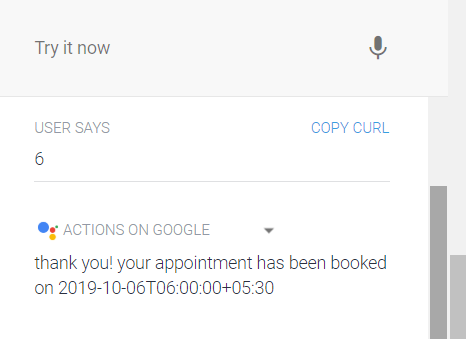 Try it now
USER SAYS COPY CURL
6
ACTIONS ON GOOGLE
thank you! your appointment has been booked
on 2019-10-06T06:00:00+05:30